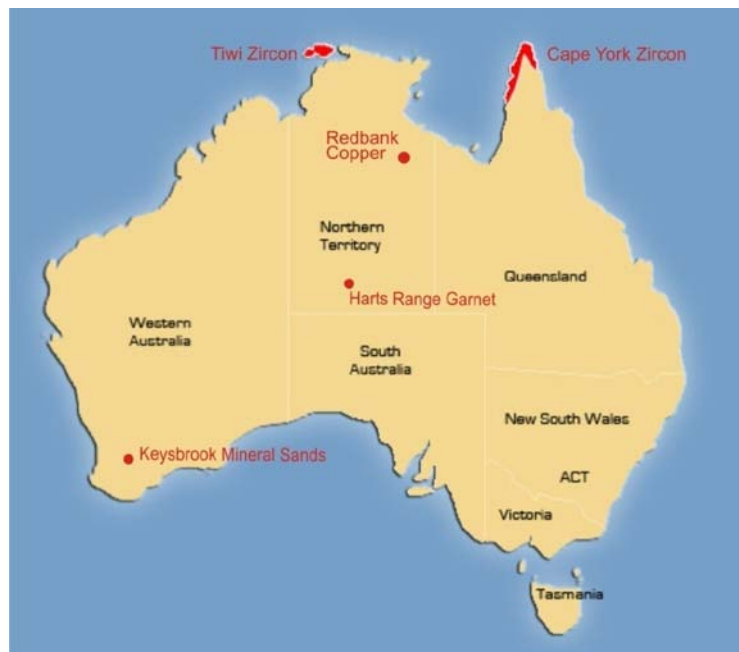 Tiwi Zircon
Cape York Zircon
Redbank
Copper
Northern
Territory
Queensland
Harts Range Garnet
Western
Australia
South
Australia
New South Wales
Keysbrook Mineral Sands
ACT
Victoria
Tasmania